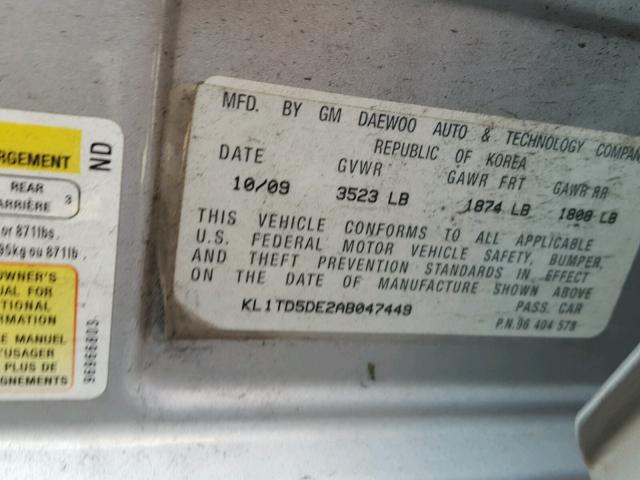 RGEMENT
ND
REAR
ARRIÈRE
3
or 871lbs.
95kg ou 871lb
OWNER'S
UAL FOR
TIONAL
RMATION
E MANUEL
'USAGER
PLUS DE
GNEMENTS
MFD. BY GM DAEWOO AUTO & TECHNOLOGY COMPAN
REPUBLIC OF KOREA
DATE GVWR GAWR FRT GAWR RR
10/09 3523 LB 1874 LB 1808 LB
THIS VEHICLE CONFORMS TO ALL APPLICABLE
U.S. FEDERAL MOTOR VEHICLE SAFETY, BUMPER,
AND THEFT PREVENTION STANDARDS IN EFFECT
ON THE DATE OF MANUFACTURE SHOWN ABOVE
KL1TD5DE2AB047449 PASS. CAR
P.N.96 404 578